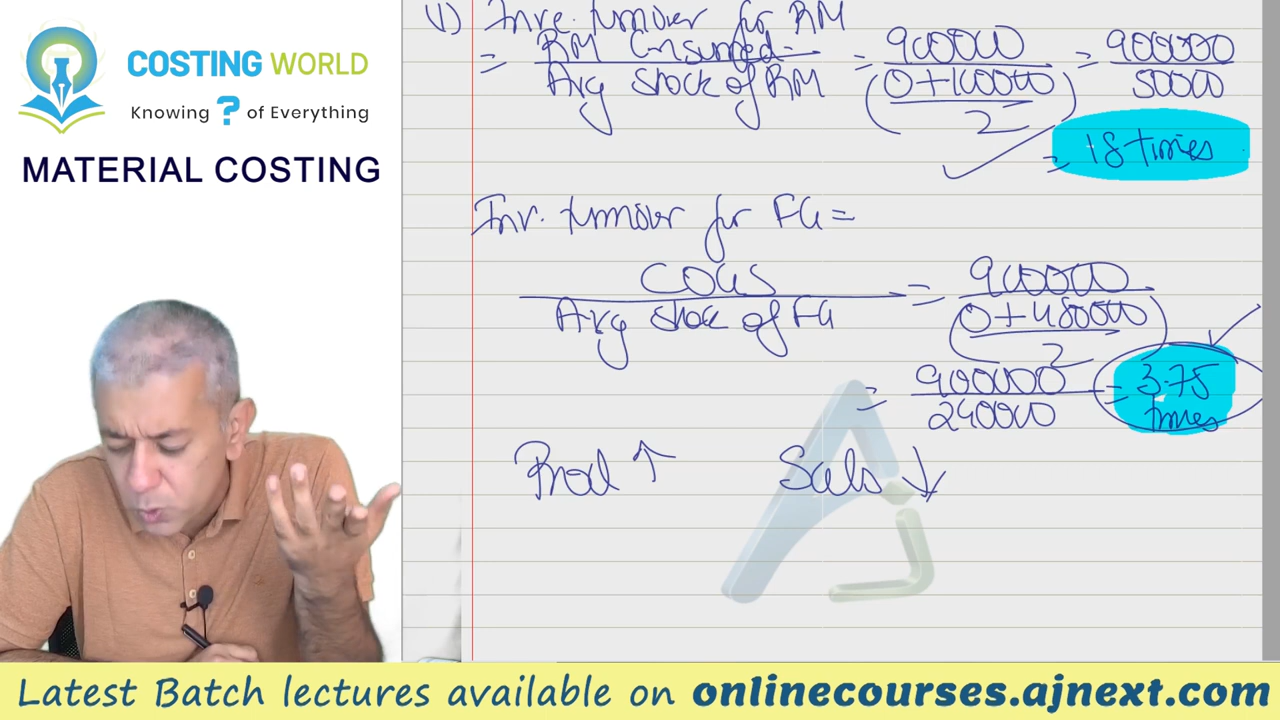 COSTING WORLD
Knowing ? of Everything
MATERIAL COSTING
(1) Inve. turnover for RM
= RM Consumed / Avg stock of RM = 900000 / (0+100000 / 2) = 900000 / 50000
= 18 times
Inv. turnover for FG =
COGS / Avg stock of FG = 900000 / (0+480000 / 2)
= 900000 / 240000 = 3.75 times
Prod ↑ Sales ↓
Latest Batch lectures available on onlinecourses.ajnext.com